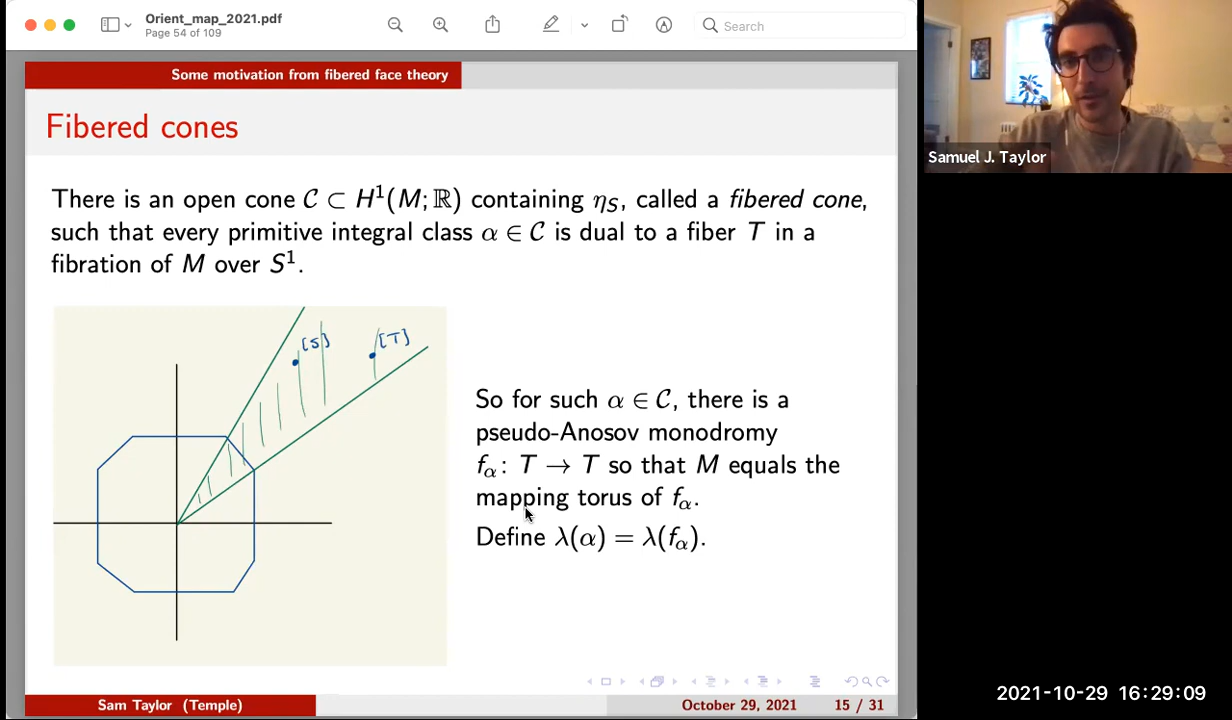 Orient_map_2021.pdf
Page 54 of 109
Search
Some motivation from fibered face theory
Fibered cones
There is an open cone 𝒞 ⊂ H¹(M; ℝ) containing η_S, called a fibered cone,
such that every primitive integral class α ∈ 𝒞 is dual to a fiber T in a
fibration of M over S¹.
[S]
[T]
So for such α ∈ 𝒞, there is a
pseudo-Anosov monodromy
f_α: T → T so that M equals the
mapping torus of f_α.
Define λ(α) = λ(f_α).
Sam Taylor (Temple)
October 29, 2021
15 / 31
Samuel J. Taylor
2021-10-29 16:29:09